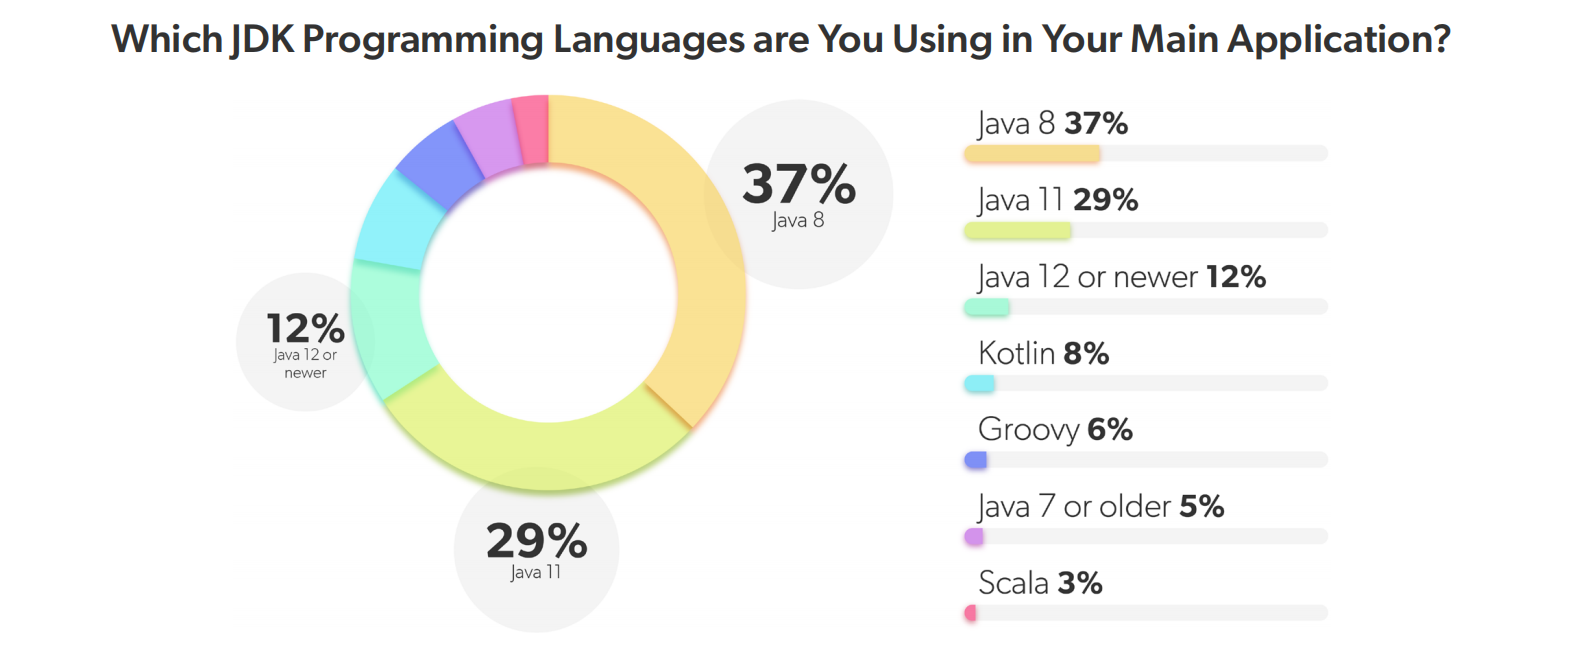 Which JDK Programming Languages are You Using in Your Main Application?
37%
Java 8
12%
Java 12 or
newer
29%
Java 11
Java 8 37%
Java 11 29%
Java 12 or newer 12%
Kotlin 8%
Groovy 6%
Java 7 or older 5%
Scala 3%